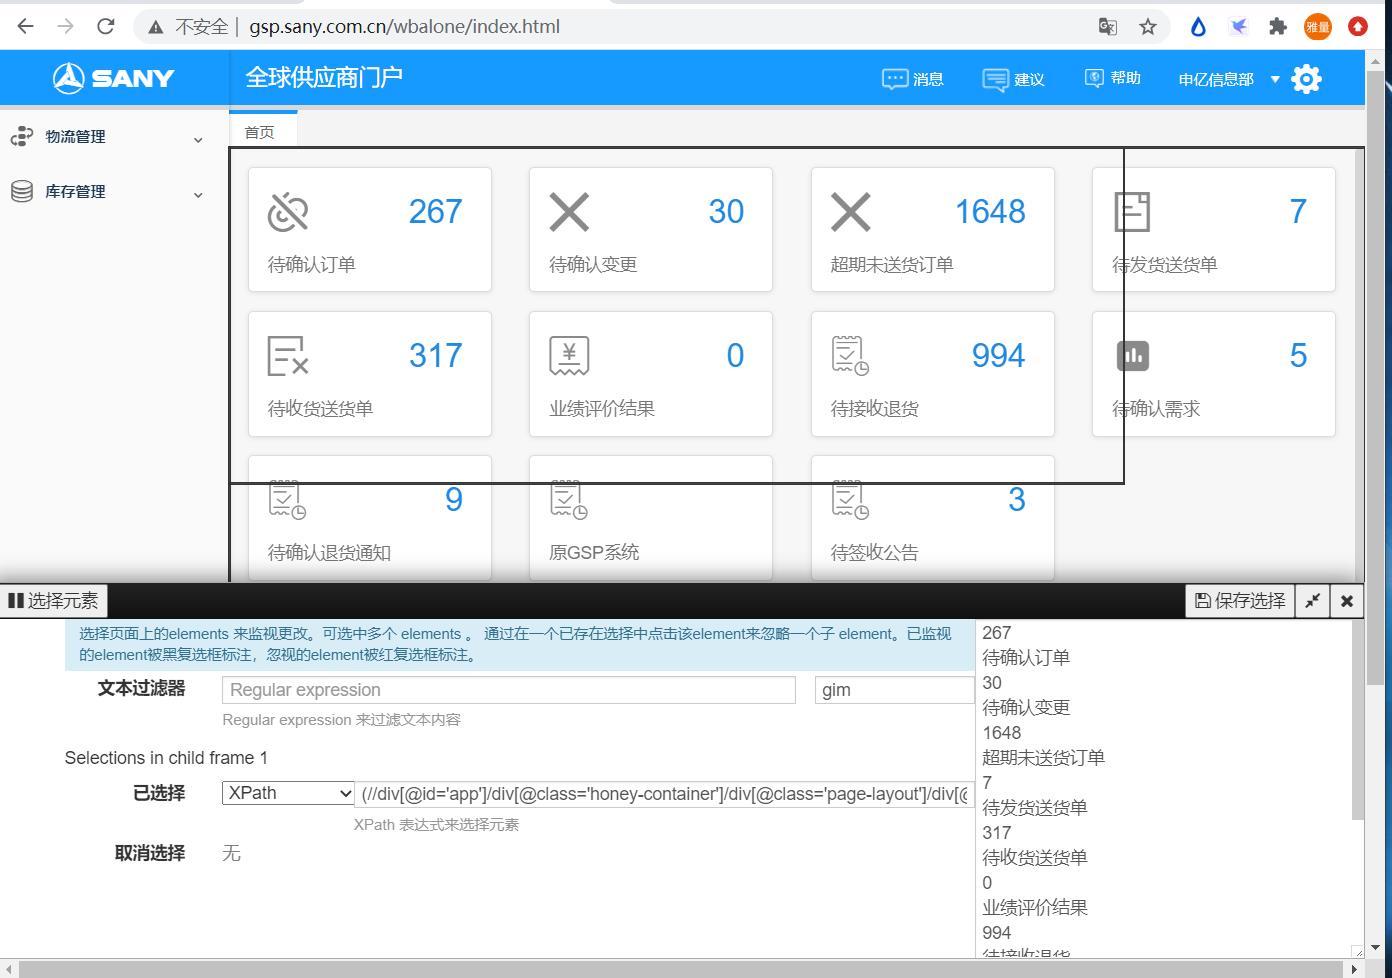 不安全 gsp.sany.com.cn/wbalone/index.html 雅量
SANY 全球供应商门户 消息 建议 帮助 申亿信息部
物流管理
库存管理
首页
267
待确认订单
30
待确认变更
1648
超期未送货订单
7
待发货送货单
317
待收货送货单
0
业绩评价结果
994
待接收退货
5
待确认需求
9
待确认退货通知
原GSP系统
3
待签收公告
选择元素 保存选择
选择页面上的elements 来监视更改。可选中多个 elements 。 通过在一个已存在选择中点击该element来忽略一个子 element。已监视
的element被黑复选框标注，忽视的element被红复选框标注。
文本过滤器 Regular expression gim
Regular expression 来过滤文本内容
Selections in child frame 1
已选择 XPath (//div[@id='app']/div[@class='honey-container']/div[@class='page-layout']/div[@
XPath 表达式来选择元素
取消选择 无
267
待确认订单
30
待确认变更
1648
超期未送货订单
7
待发货送货单
317
待收货送货单
0
业绩评价结果
994
待接收退货